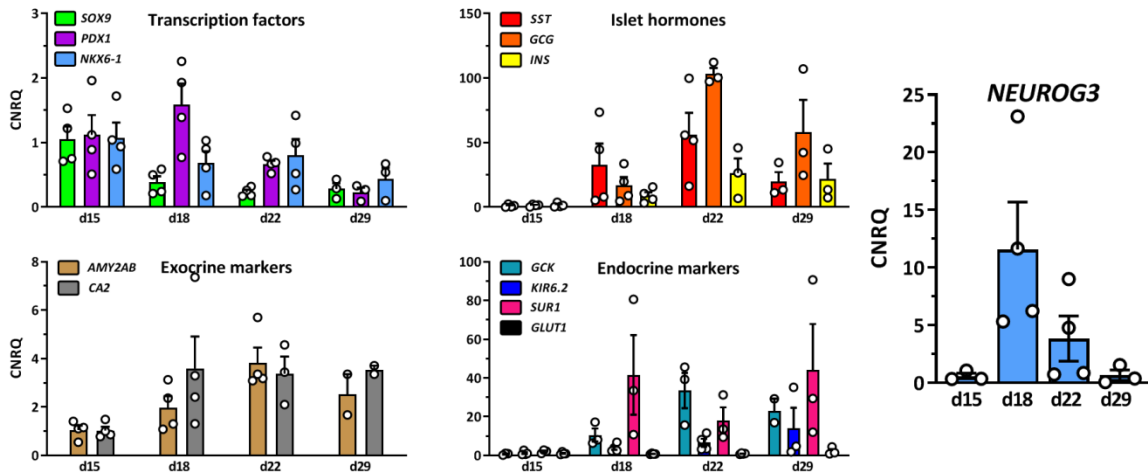 Transcription factors
SOX9
PDX1
NKX6-1
CNRQ
3
2
1
0
d15 d18 d22 d29
Islet hormones
SST
GCG
INS
150
100
50
0
d15 d18 d22 d29
Exocrine markers
AMY2AB
CA2
CNRQ
8
6
4
2
0
d15 d18 d22 d29
Endocrine markers
GCK
KIR6.2
SUR1
GLUT1
100
80
60
40
20
0
d15 d18 d22 d29
NEUROG3
CNRQ
25
20
15
10
5
0
d15 d18 d22 d29